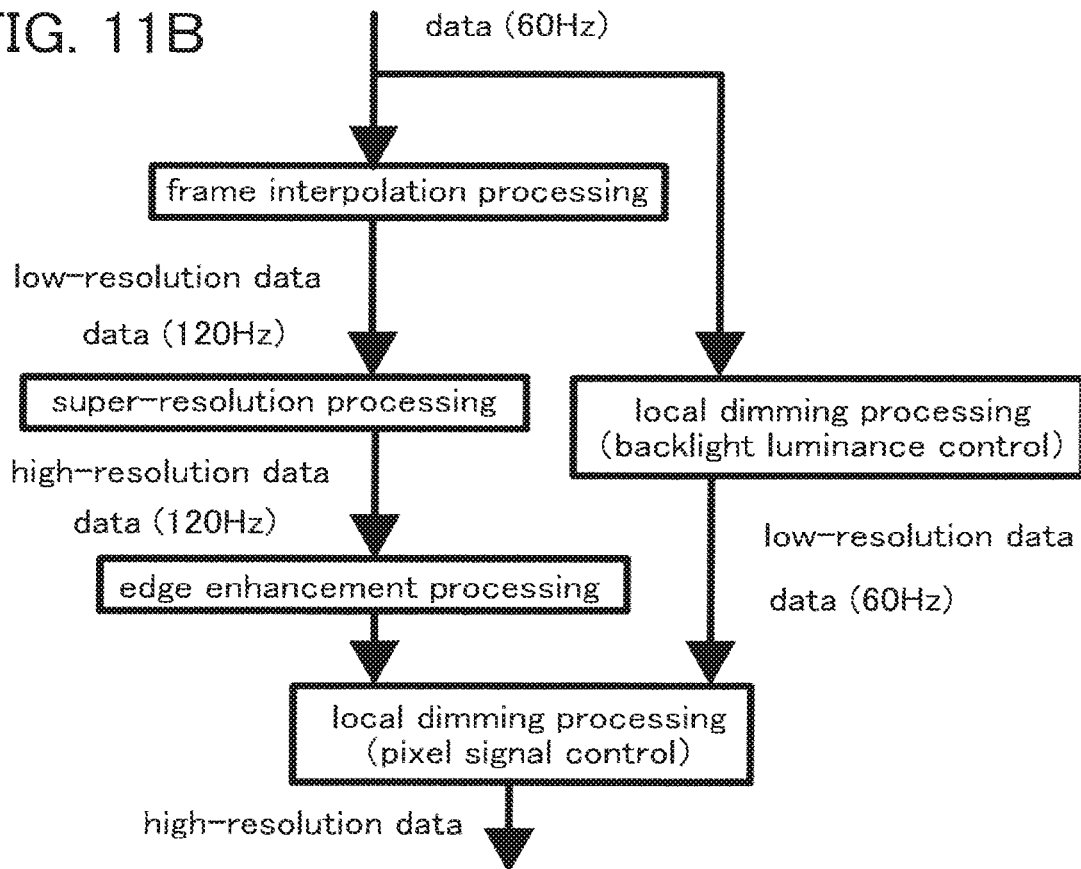 FIG. 11B
data (60Hz)
frame interpolation processing
low-resolution data
data (120Hz)
super-resolution processing
local dimming processing
(backlight luminance control)
high-resolution data
data (120Hz)
low-resolution data
edge enhancement processing
data (60Hz)
local dimming processing
(pixel signal control)
high-resolution data